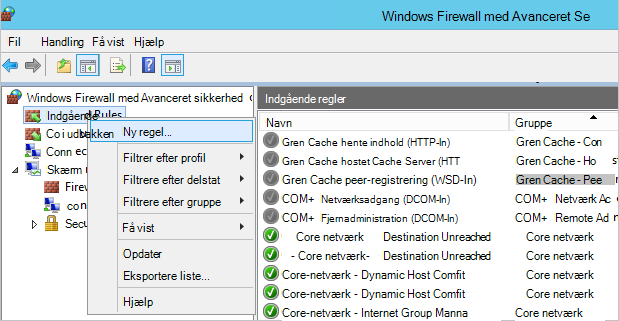 Windows Firewall med Avanceret Se
Fil Handling Få vist Hjælp
Windows Firewall med Avanceret sikkerhed
Indgående Rules
Co i udbakken
Conn
Skærm
Firew
con
Secu
Ny regel...
Filtrer efter profil
Filtrere efter delstat
Filtrere efter gruppe
Få vist
Opdater
Eksportere liste...
Hjælp
Indgående regler
Navn Gruppe
Gren Cache hente indhold (HTTP-In) Gren Cache - Con
Gren Cache hostet Cache Server (HTT Gren Cache - Ho s
Gren Cache peer-registrering (WSD-In) Gren Cache - Pee
COM+ Netværksadgang (DCOM-In) COM+ Netværk Ac
COM+ Fjernadministration (DCOM-In) COM+ Remote Ad
Core netværk Destination Unreached Core netværk
- Core netværk- Destination Unreached Core netværk
Core-netværk - Dynamic Host Comfit Core netværk
Core-netværk - Dynamic Host Comfit Core netværk
Core-netværk - Internet Group Manna Core netværk